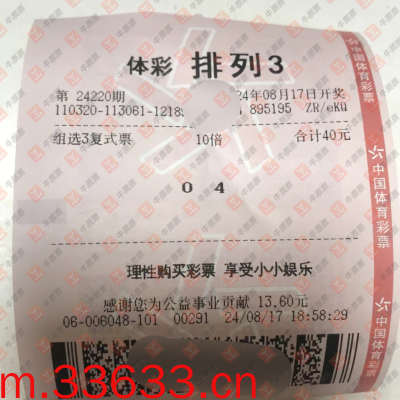 体彩 排列3
第 24220期 24年08月17日开奖
110320-113061-1218 895195 ZR/eKQ
组选3复式票 10倍 合计40元
0 4
理性购买彩票 享受小小娱乐
感谢您为公益事业贡献 13.60元
06-006048-101 00291 24/08/17 18:58:29
中国体育彩票
中国体育彩票
中国体育彩票
m.33633.cn